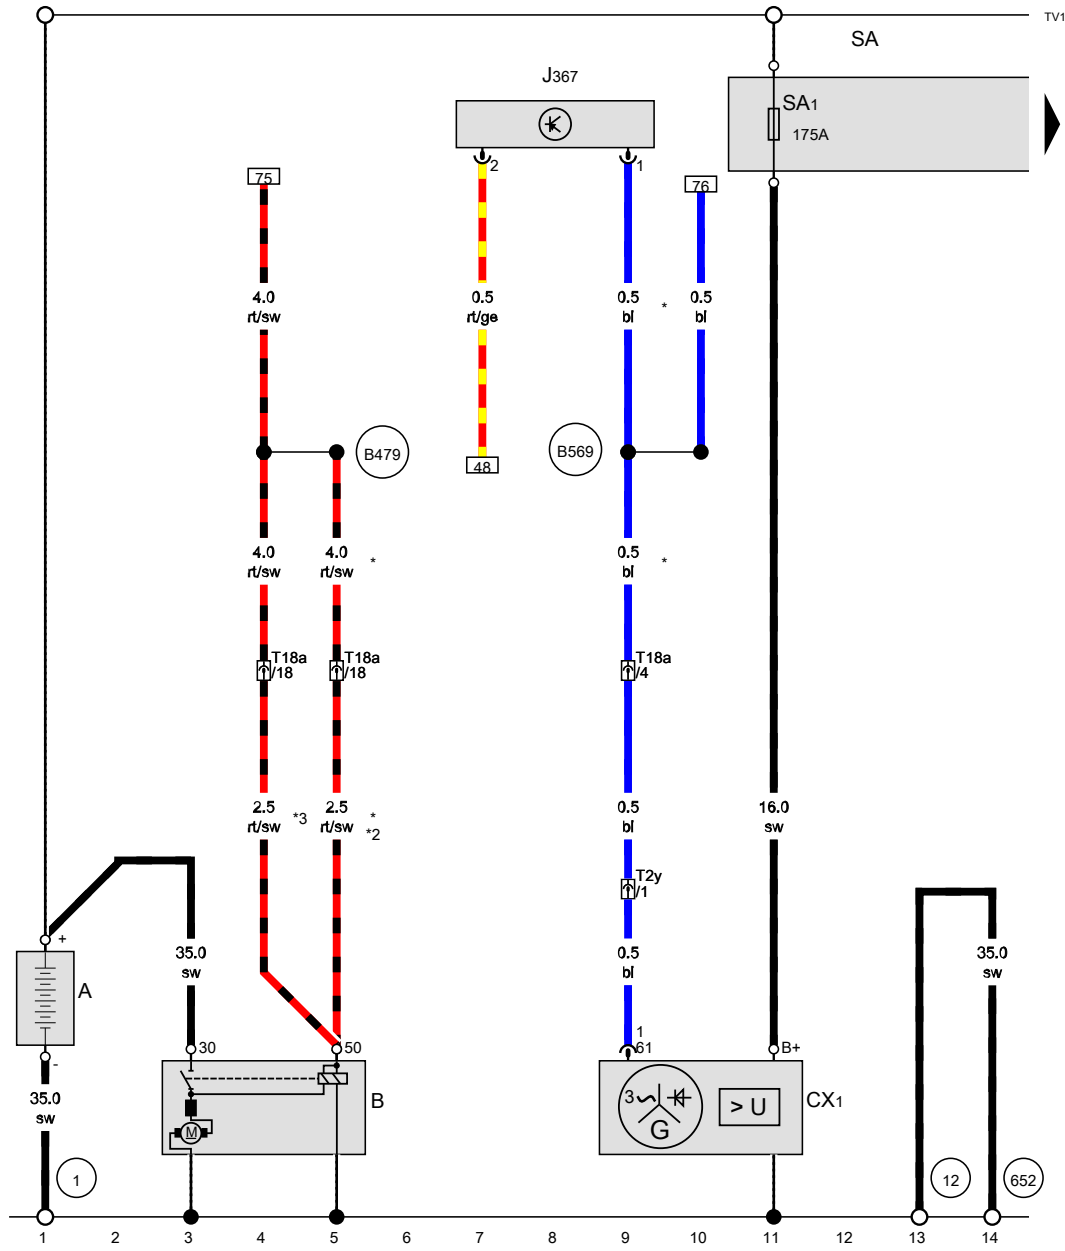 TV1
SA
J367
SA1
175A
2
1
75
76
4.0
rt/sw
0.5
rt/ge
0.5
bl
*
0.5
bl
B479
48
B569
4.0
rt/sw
4.0
rt/sw
*
0.5
bl
*
T18a
/18
T18a
/18
T18a
/4
2.5
rt/sw
*3
2.5
rt/sw
*
*2
0.5
bl
16.0
sw
T2y
/1
+
35.0
sw
0.5
bl
35.0
sw
A
30
50
1
61
B+
-
35.0
sw
M
B
3
G
> U
CX1
1
12
652
1 2 3 4 5 6 7 8 9 10 11 12 13 14